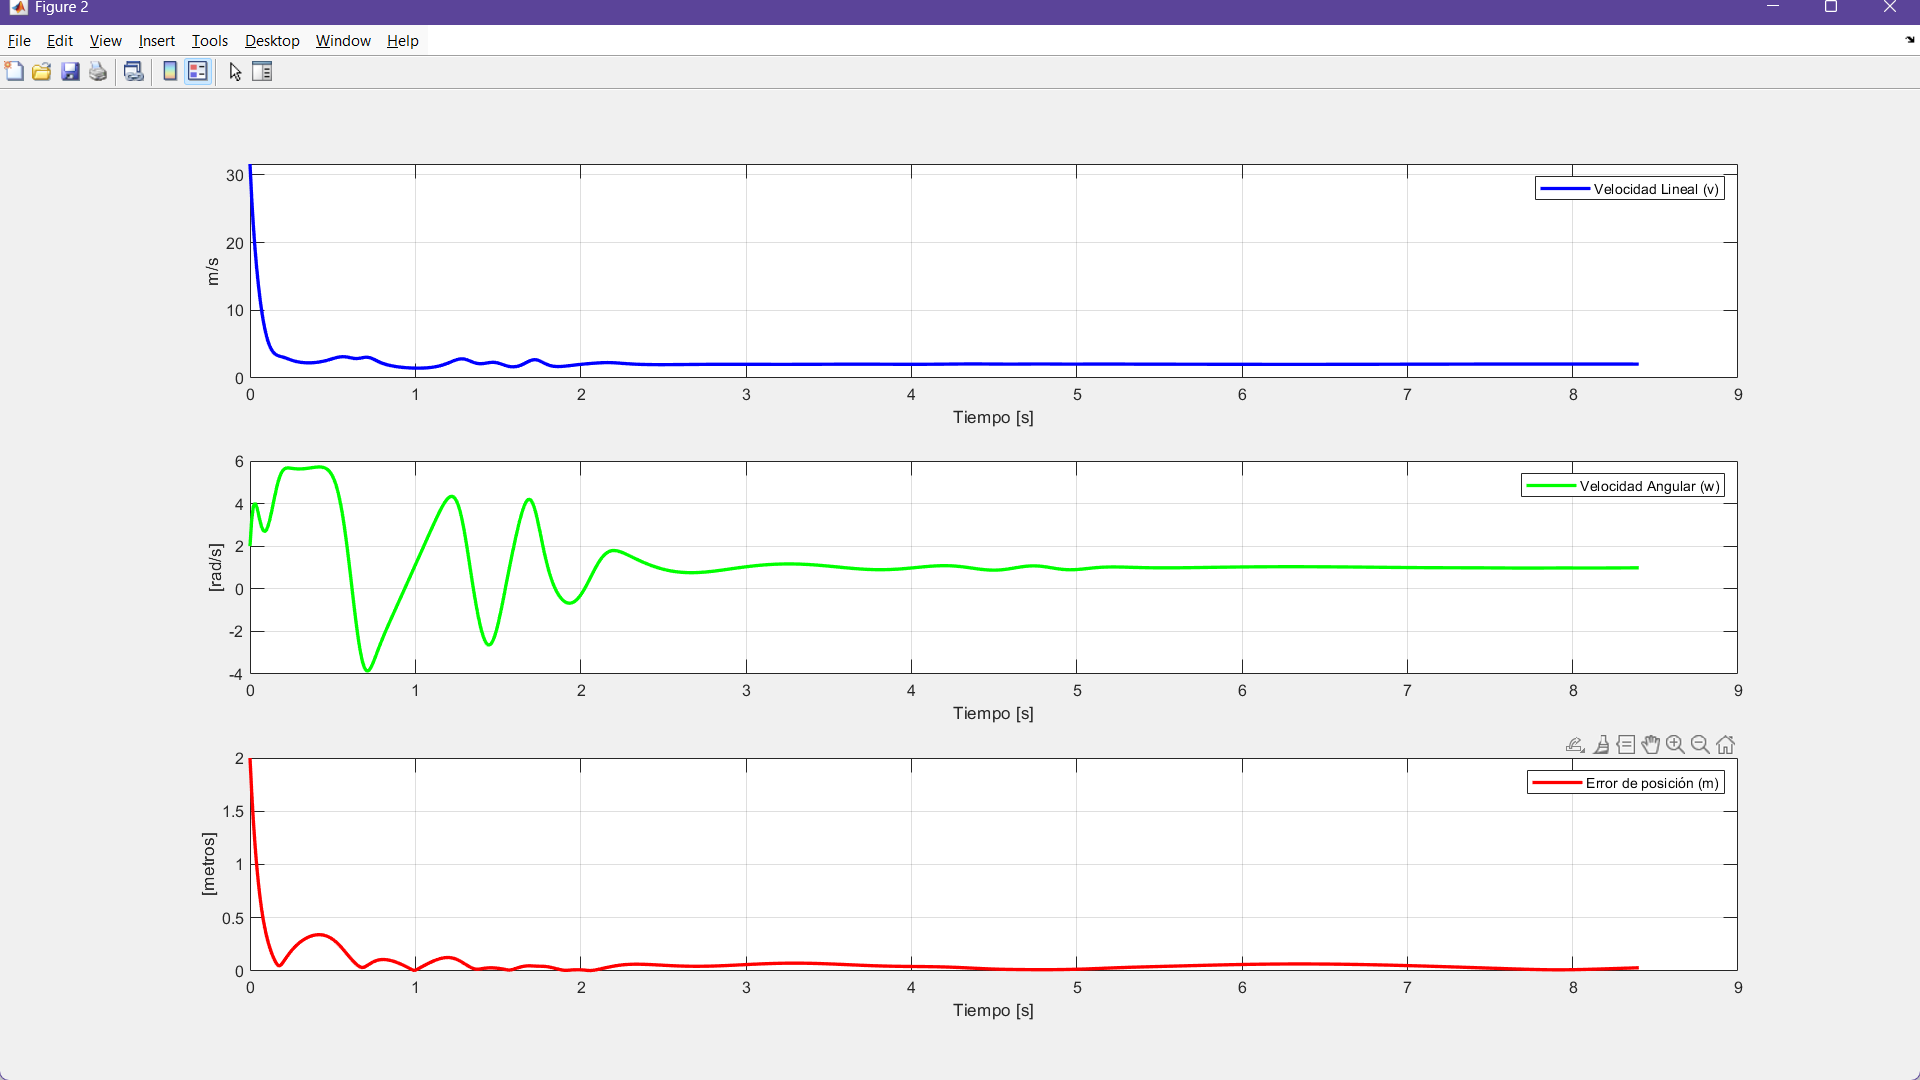 Figure 2
File Edit View Insert Tools Desktop Window Help
30
20
10
0
m/s
Velocidad Lineal (v)
0 1 2 3 4 5 6 7 8 9
Tiempo [s]
6
4
2
0
-2
-4
[rad/s]
Velocidad Angular (w)
0 1 2 3 4 5 6 7 8 9
Tiempo [s]
2
1.5
1
0.5
0
[metros]
Error de posición (m)
0 1 2 3 4 5 6 7 8 9
Tiempo [s]